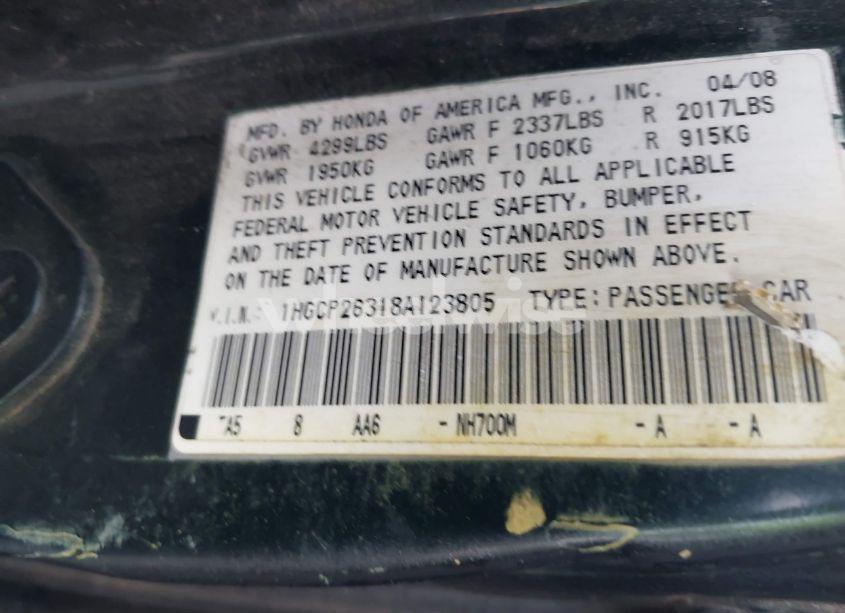 MFD. BY HONDA OF AMERICA MFG., INC. 04/08
GVWR 4299LBS GAWR F 2337LBS R 2017LBS
GVWR 1950KG GAWR F 1060KG R 915KG
THIS VEHICLE CONFORMS TO ALL APPLICABLE
FEDERAL MOTOR VEHICLE SAFETY, BUMPER,
AND THEFT PREVENTION STANDARDS IN EFFECT
ON THE DATE OF MANUFACTURE SHOWN ABOVE.
V.I.N.: 1HGCP26318A123805 TYPE: PASSENGER CAR
TA5 8 AA6 - NH700M - A - A